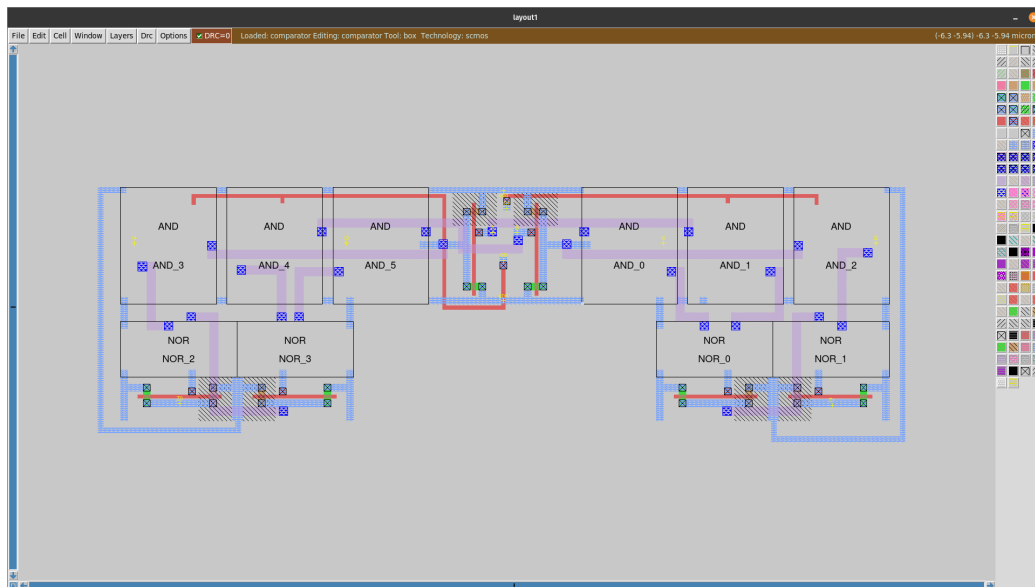 layout1
File Edit Cell Window Layers Drc Options DRC=0 Loaded: comparator Editing: comparator Tool: box Technology: scmos (-6.3 -5.94) -6.3 -5.94 micron
AND AND AND AND AND AND
AND_3 AND_4 AND_5 AND_0 AND_1 AND_2
NOR NOR NOR NOR
NOR_2 NOR_3 NOR_0 NOR_1